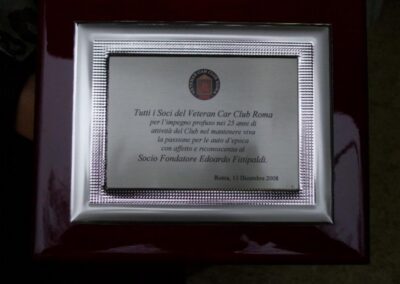 Tutti i Soci del Veteran Car Club Roma
per l'impegno profuso nei 25 anni di
attività del Club nel mantenere viva
la passione per le auto d'epoca
con affetto e riconoscenza al
Socio Fondatore Edoardo Fittipaldi.
Roma, 11 Dicembre 2008